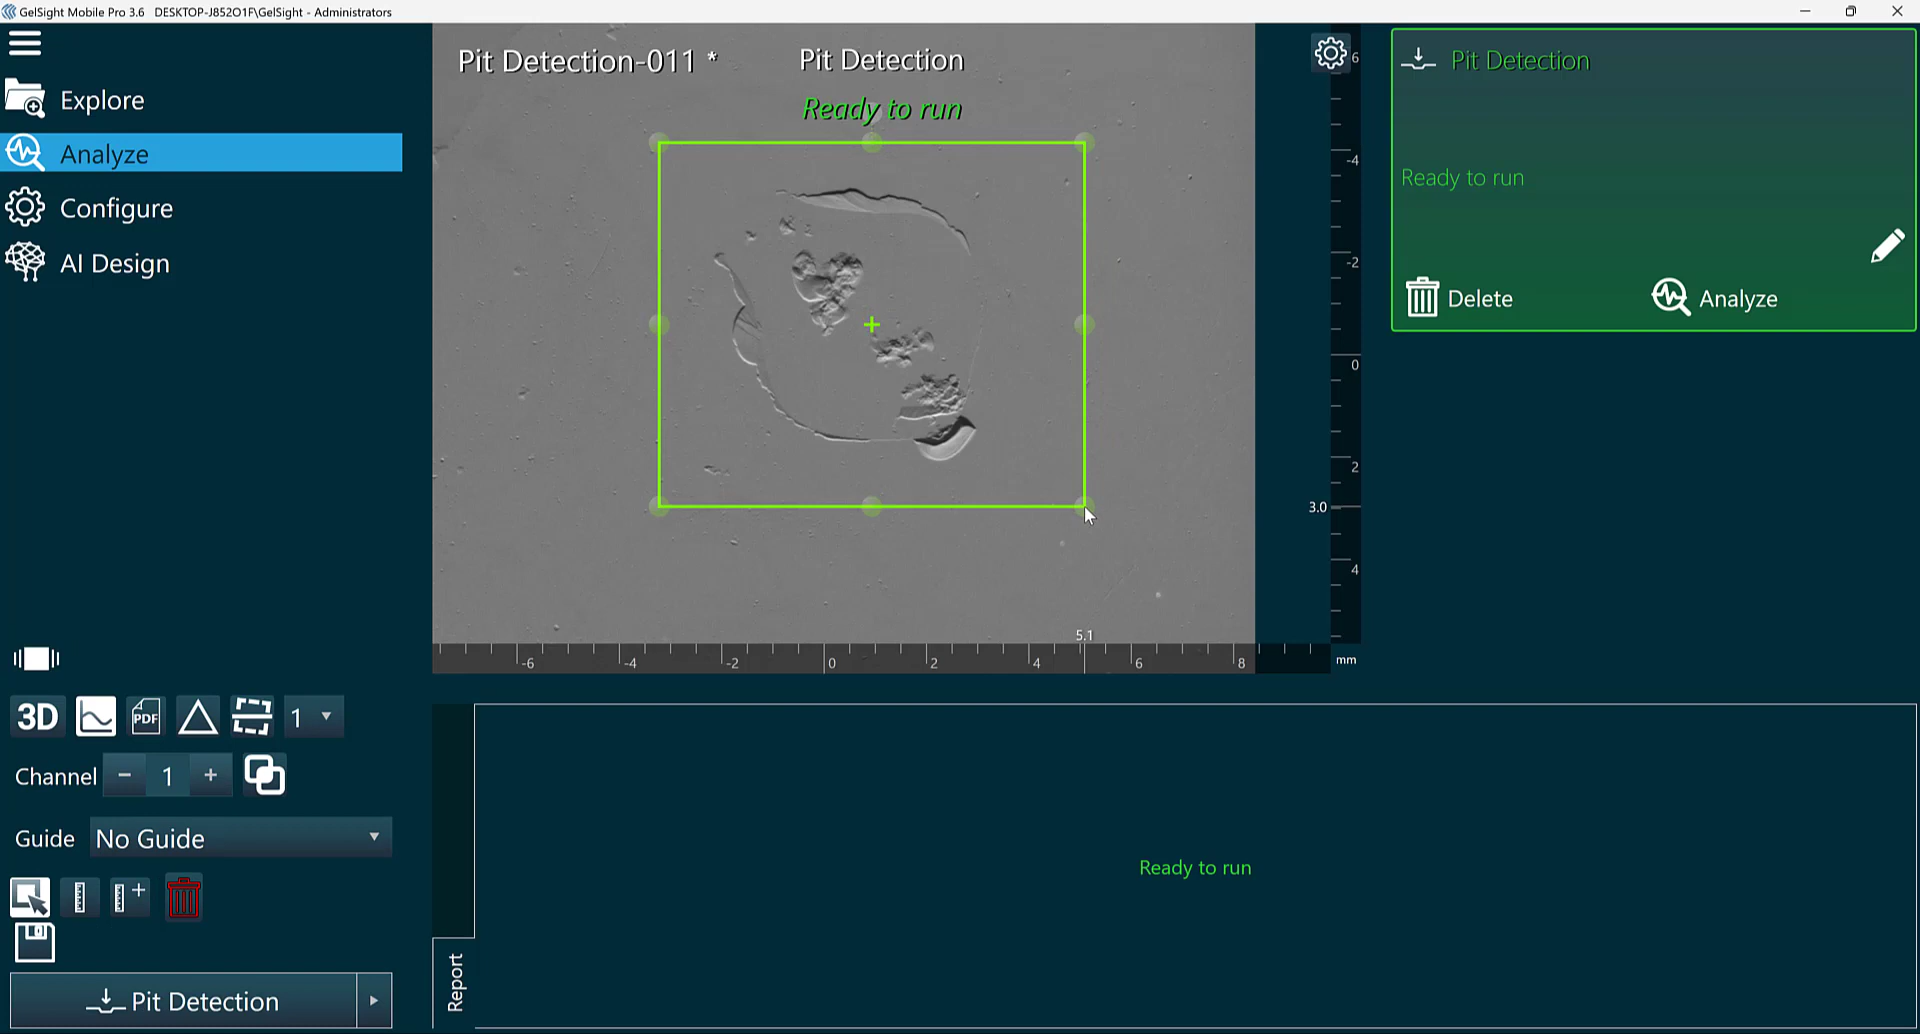 GelSight Mobile Pro 3.6 DESKTOP-J852O1F\GelSight - Administrators
Explore
Analyze
Configure
AI Design
Pit Detection-011 *
Pit Detection
Ready to run
6
-4
-2
0
2
3.0
4
5.1
-6
-4
-2
0
2
4
6
8
mm
Pit Detection
Ready to run
Delete
Analyze
3D
PDF
1
Channel
1
Guide
No Guide
Pit Detection
Report
Ready to run